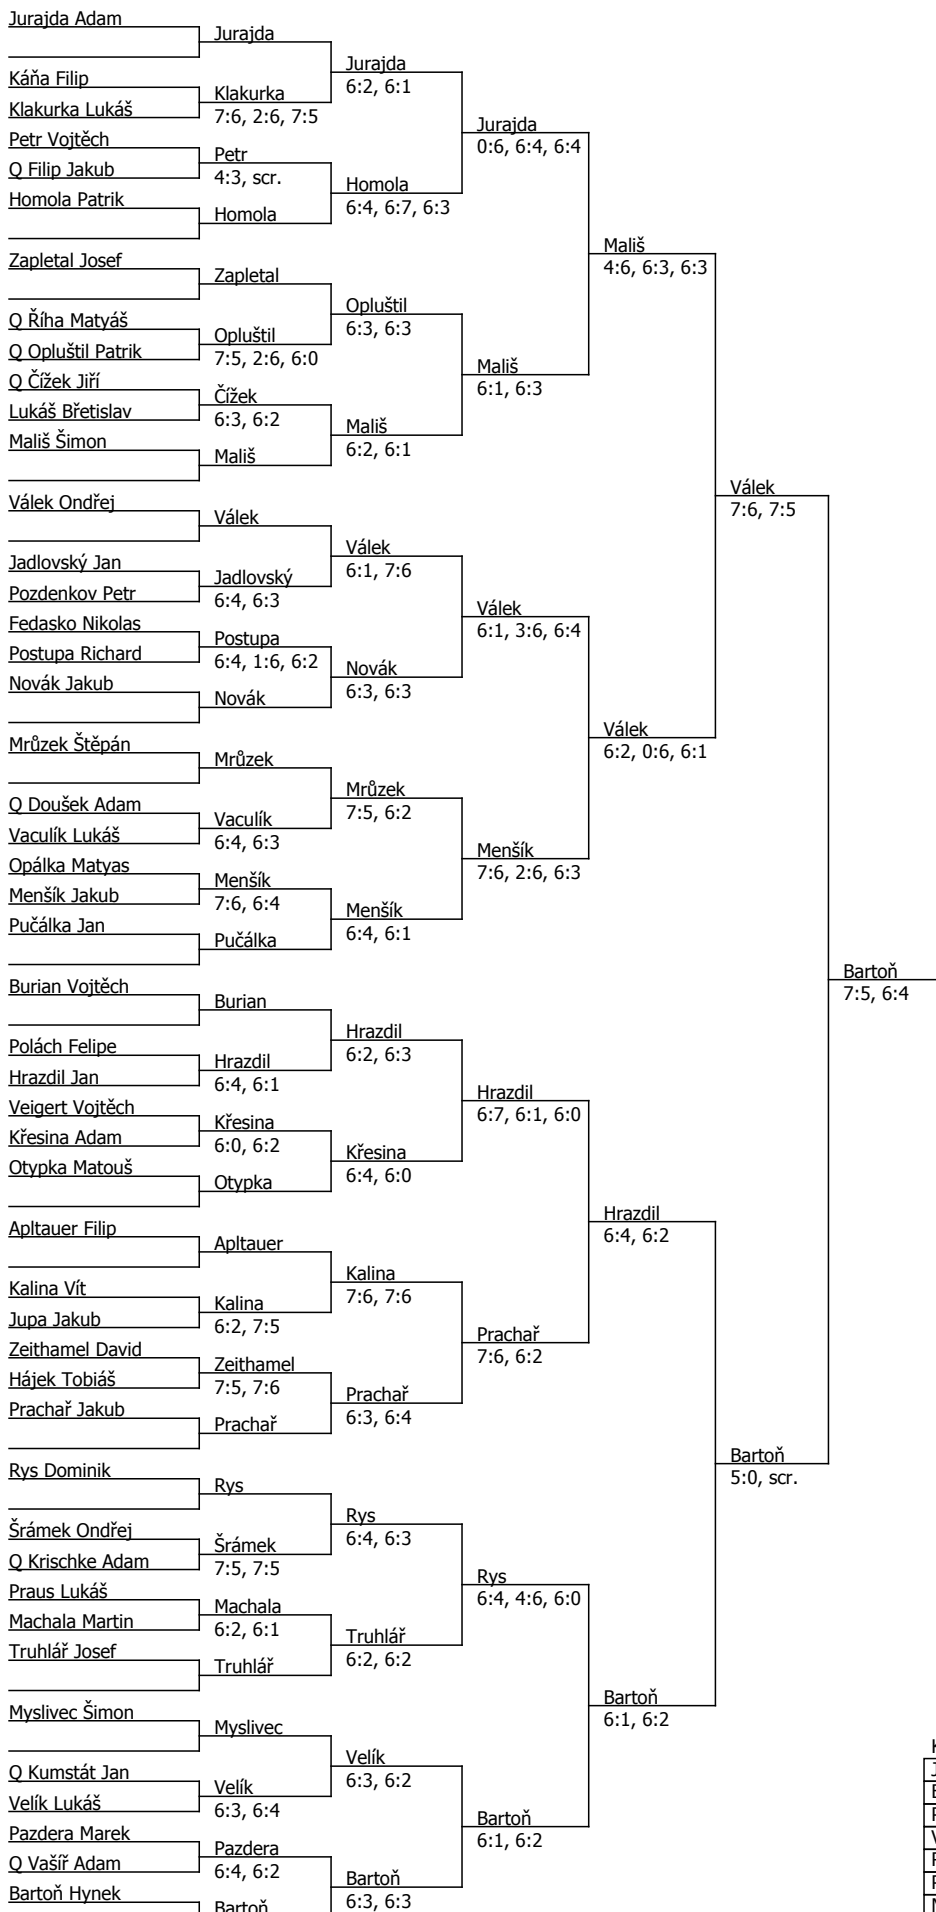 Jurajda Adam
Káňa Filip
Klakurka Lukáš
Petr Vojtěch
Q Filip Jakub
Homola Patrik
Zapletal Josef
Q Říha Matyáš
Q Opluštil Patrik
Q Čížek Jiří
Lukáš Břetislav
Mališ Šimon
Válek Ondřej
Jadlovský Jan
Pozdenkov Petr
Fedasko Nikolas
Postupa Richard
Novák Jakub
Mrůzek Štěpán
Q Doušek Adam
Vaculík Lukáš
Opálka Matyas
Menšík Jakub
Pučálka Jan
Burian Vojtěch
Polách Felipe
Hrazdil Jan
Veigert Vojtěch
Křesina Adam
Otypka Matouš
Apltauer Filip
Kalina Vít
Jupa Jakub
Zeithamel David
Hájek Tobiáš
Prachař Jakub
Rys Dominik
Šrámek Ondřej
Q Krischke Adam
Praus Lukáš
Machala Martin
Truhlář Josef
Myslivec Šimon
Q Kumstát Jan
Velík Lukáš
Pazdera Marek
Q Vašíř Adam
Bartoň Hynek
Jurajda
Klakurka
7:6, 2:6, 7:5
Petr
4:3, scr.
Homola
Zapletal
Opluštil
7:5, 2:6, 6:0
Čížek
6:3, 6:2
Mališ
Válek
Jadlovský
6:4, 6:3
Postupa
6:4, 1:6, 6:2
Novák
Mrůzek
Vaculík
6:4, 6:3
Menšík
7:6, 6:4
Pučálka
Burian
Hrazdil
6:4, 6:1
Křesina
6:0, 6:2
Otypka
Apltauer
Kalina
6:2, 7:5
Zeithamel
7:5, 7:6
Prachař
Rys
Šrámek
7:5, 7:5
Machala
6:2, 6:1
Truhlář
Myslivec
Velík
6:3, 6:4
Pazdera
6:4, 6:2
Bartoň
Jurajda
6:2, 6:1
Homola
6:4, 6:7, 6:3
Opluštil
6:3, 6:3
Mališ
6:2, 6:1
Válek
6:1, 7:6
Novák
6:3, 6:3
Mrůzek
7:5, 6:2
Menšík
6:4, 6:1
Hrazdil
6:2, 6:3
Křesina
6:4, 6:0
Kalina
7:6, 7:6
Prachař
6:3, 6:4
Rys
6:4, 6:3
Truhlář
6:2, 6:2
Velík
6:3, 6:2
Bartoň
6:3, 6:3
Jurajda
0:6, 6:4, 6:4
Mališ
6:1, 6:3
Válek
6:1, 3:6, 6:4
Menšík
7:6, 2:6, 6:3
Hrazdil
6:7, 6:1, 6:0
Prachař
7:6, 6:2
Rys
6:4, 4:6, 6:0
Bartoň
6:1, 6:2
Mališ
4:6, 6:3, 6:3
Válek
6:2, 0:6, 6:1
Hrazdil
6:4, 6:2
Bartoň
6:1, 6:2
Válek
7:6, 7:5
Bartoň
5:0, scr.
Bartoň
7:5, 6:4